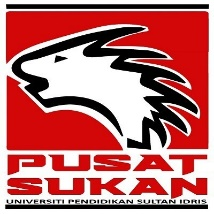 PUSAT
SUKAN
UNIVERSITI PENDIDIKAN SULTAN IDRIS